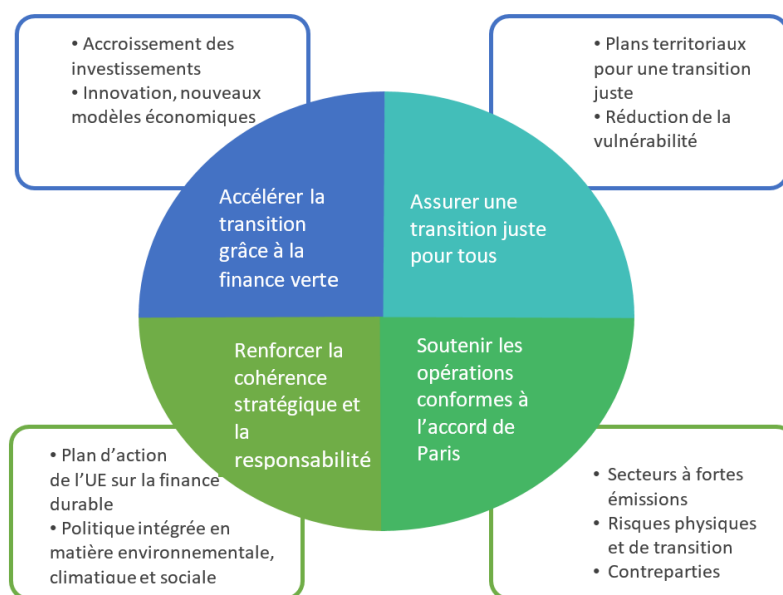 • Accroissement des
investissements
• Innovation, nouveaux
modèles économiques
• Plans territoriaux
pour une transition
juste
• Réduction de la
vulnérabilité
Accélérer la
transition
grâce à la
finance verte
Assurer une
transition juste
pour tous
Renforcer la
cohérence
stratégique et
la
responsabilité
Soutenir les
opérations
conformes à
l’accord de
Paris
• Plan d’action
de l’UE sur la finance
durable
• Politique intégrée en
matière environnementale,
climatique et sociale
• Secteurs à fortes
émissions
• Risques physiques
et de transition
• Contreparties